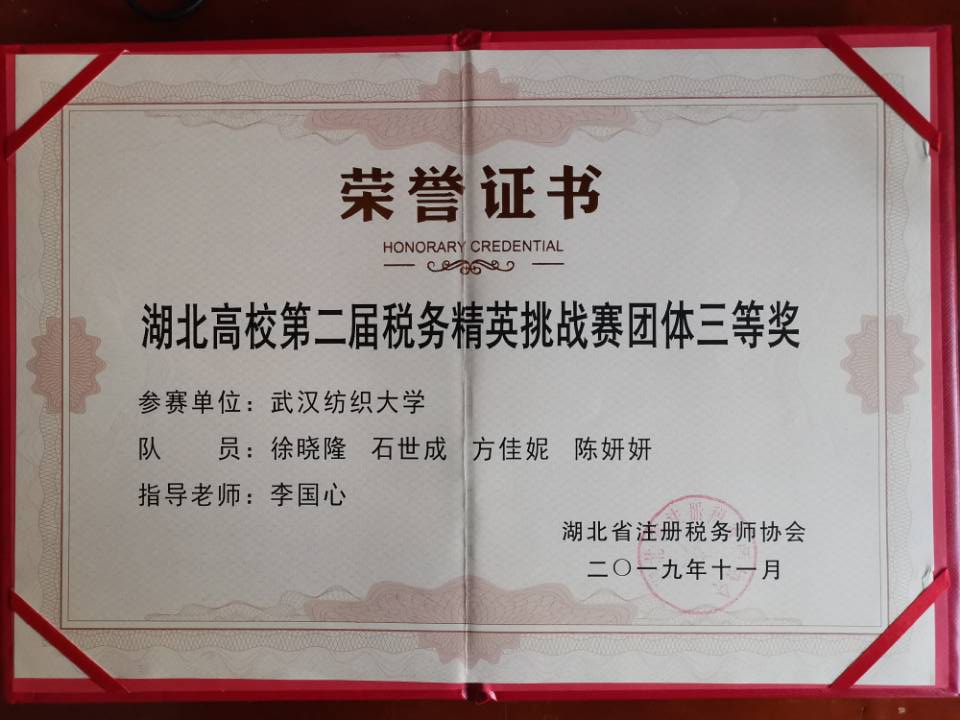 荣誉证书
HONORARY CREDENTIAL
湖北高校第二届税务精英挑战赛团体三等奖
参赛单位：武汉纺织大学
队 员：徐晓隆 石世成 方佳妮 陈妍妍
指导老师：李国心
湖北省注册税务师协会
二〇一九年十一月